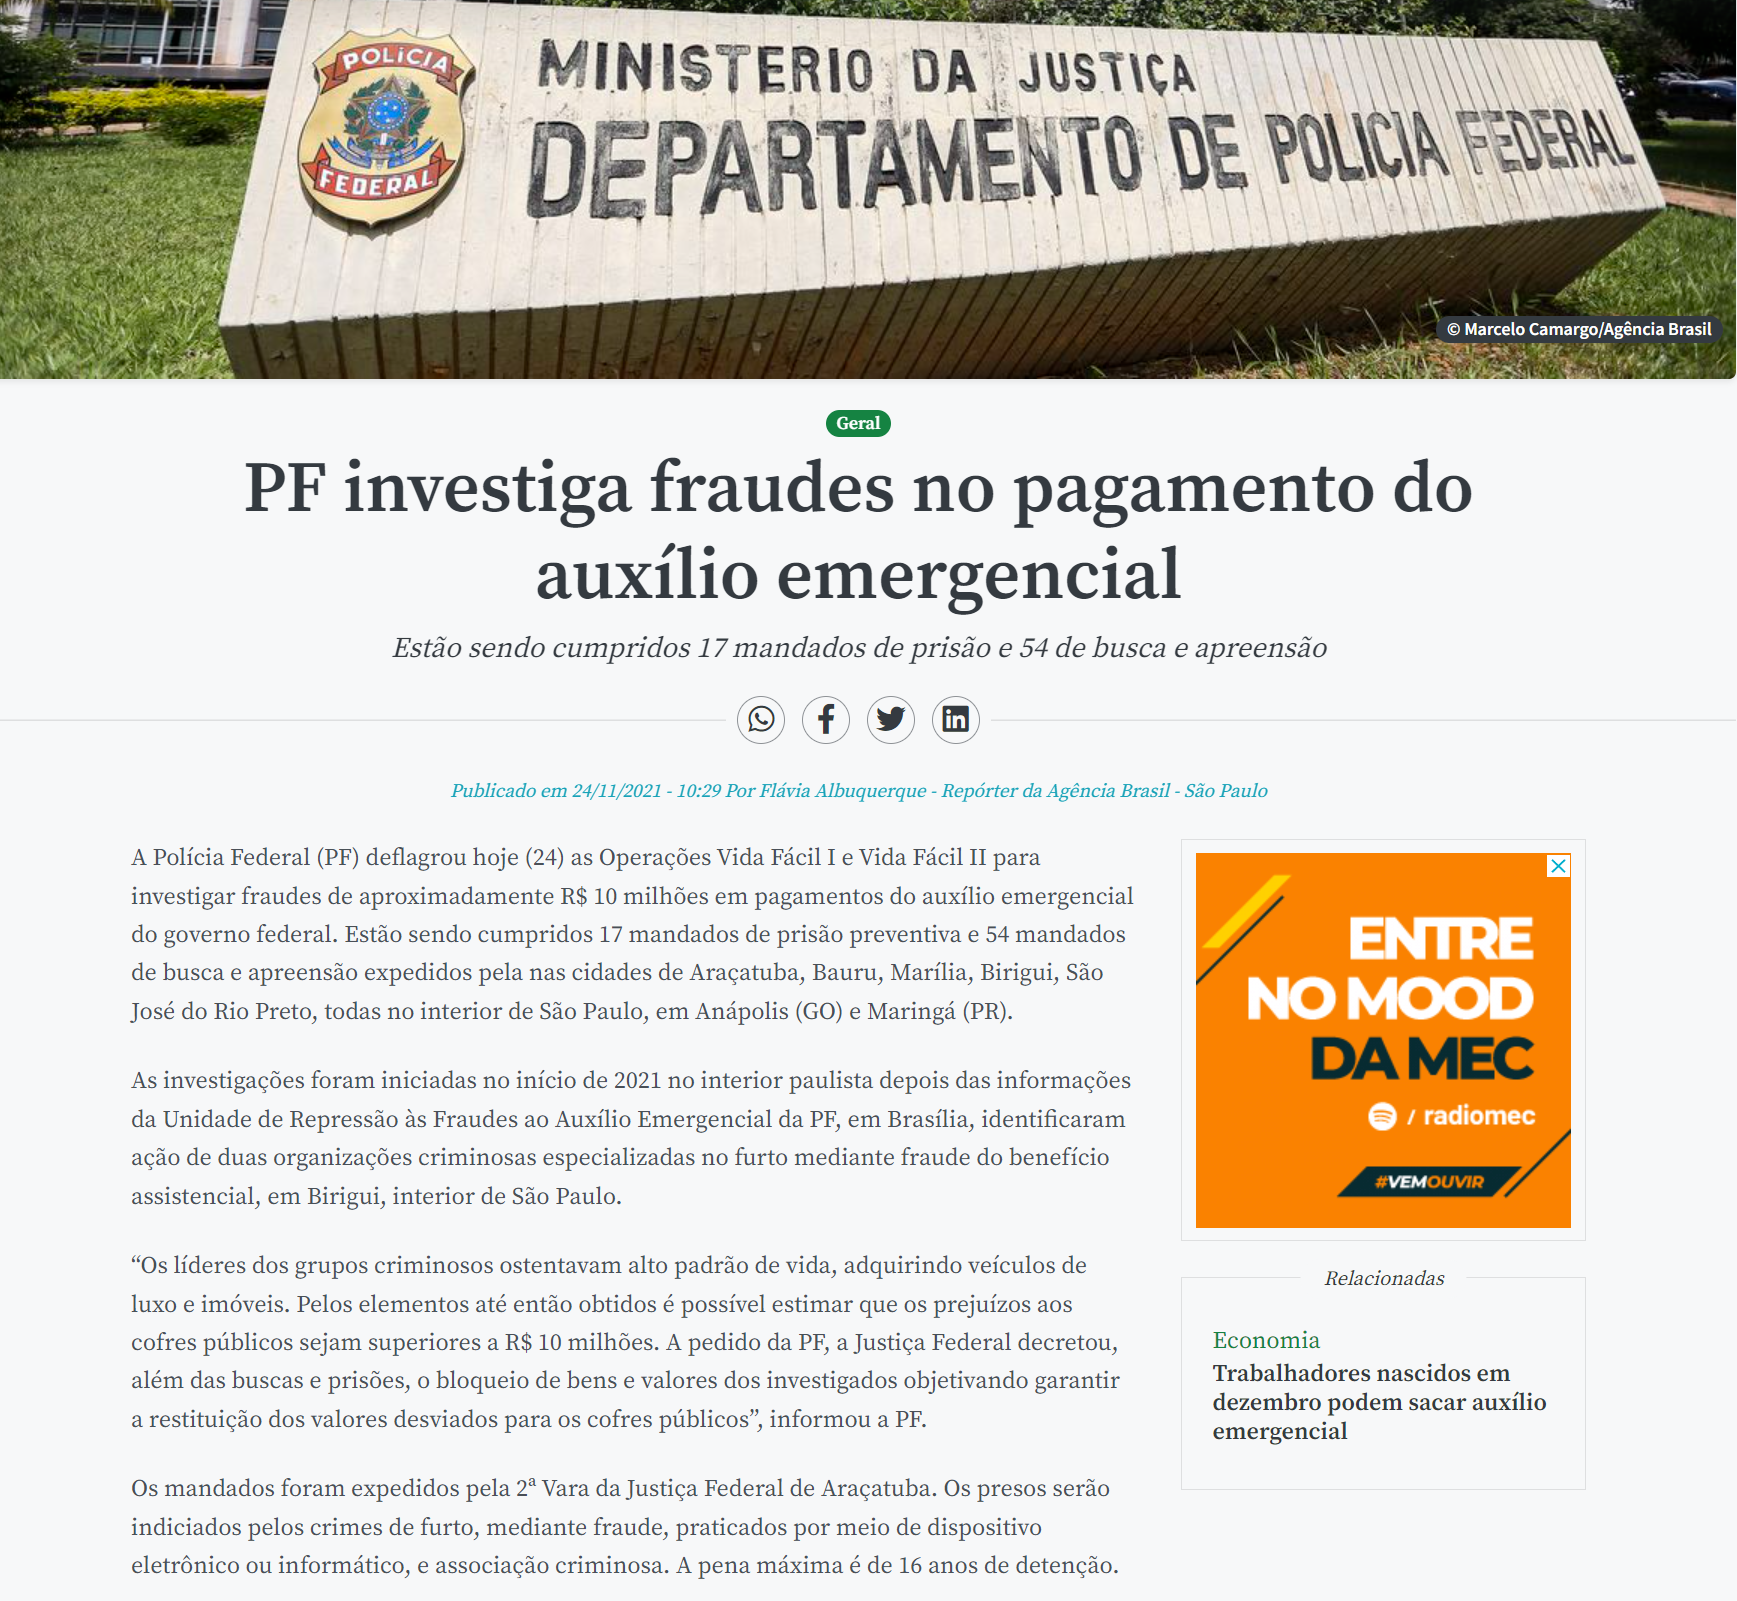 POLÍCIA
FEDERAL
MINISTERIO DA JUSTIÇA
DEPARTAMENTO DE POLICIA FEDERAL
© Marcelo Camargo/Agência Brasil
Geral
PF investiga fraudes no pagamento do
auxílio emergencial
Estão sendo cumpridos 17 mandados de prisão e 54 de busca e apreensão
Publicado em 24/11/2021 - 10:29 Por Flávia Albuquerque - Repórter da Agência Brasil - São Paulo
A Polícia Federal (PF) deflagrou hoje (24) as Operações Vida Fácil I e Vida Fácil II para
investigar fraudes de aproximadamente R$ 10 milhões em pagamentos do auxílio emergencial
do governo federal. Estão sendo cumpridos 17 mandados de prisão preventiva e 54 mandados
de busca e apreensão expedidos pela nas cidades de Araçatuba, Bauru, Marília, Birigui, São
José do Rio Preto, todas no interior de São Paulo, em Anápolis (GO) e Maringá (PR).
As investigações foram iniciadas no início de 2021 no interior paulista depois das informações
da Unidade de Repressão às Fraudes ao Auxílio Emergencial da PF, em Brasília, identificaram
ação de duas organizações criminosas especializadas no furto mediante fraude do benefício
assistencial, em Birigui, interior de São Paulo.
“Os líderes dos grupos criminosos ostentavam alto padrão de vida, adquirindo veículos de
luxo e imóveis. Pelos elementos até então obtidos é possível estimar que os prejuízos aos
cofres públicos sejam superiores a R$ 10 milhões. A pedido da PF, a Justiça Federal decretou,
além das buscas e prisões, o bloqueio de bens e valores dos investigados objetivando garantir
a restituição dos valores desviados para os cofres públicos”, informou a PF.
Os mandados foram expedidos pela 2ª Vara da Justiça Federal de Araçatuba. Os presos serão
indiciados pelos crimes de furto, mediante fraude, praticados por meio de dispositivo
eletrônico ou informático, e associação criminosa. A pena máxima é de 16 anos de detenção.
ENTRE
NO MOOD
DA MEC
/ radiomec
#VEMOUVIR
Relacionadas
Economia
Trabalhadores nascidos em
dezembro podem sacar auxílio
emergencial